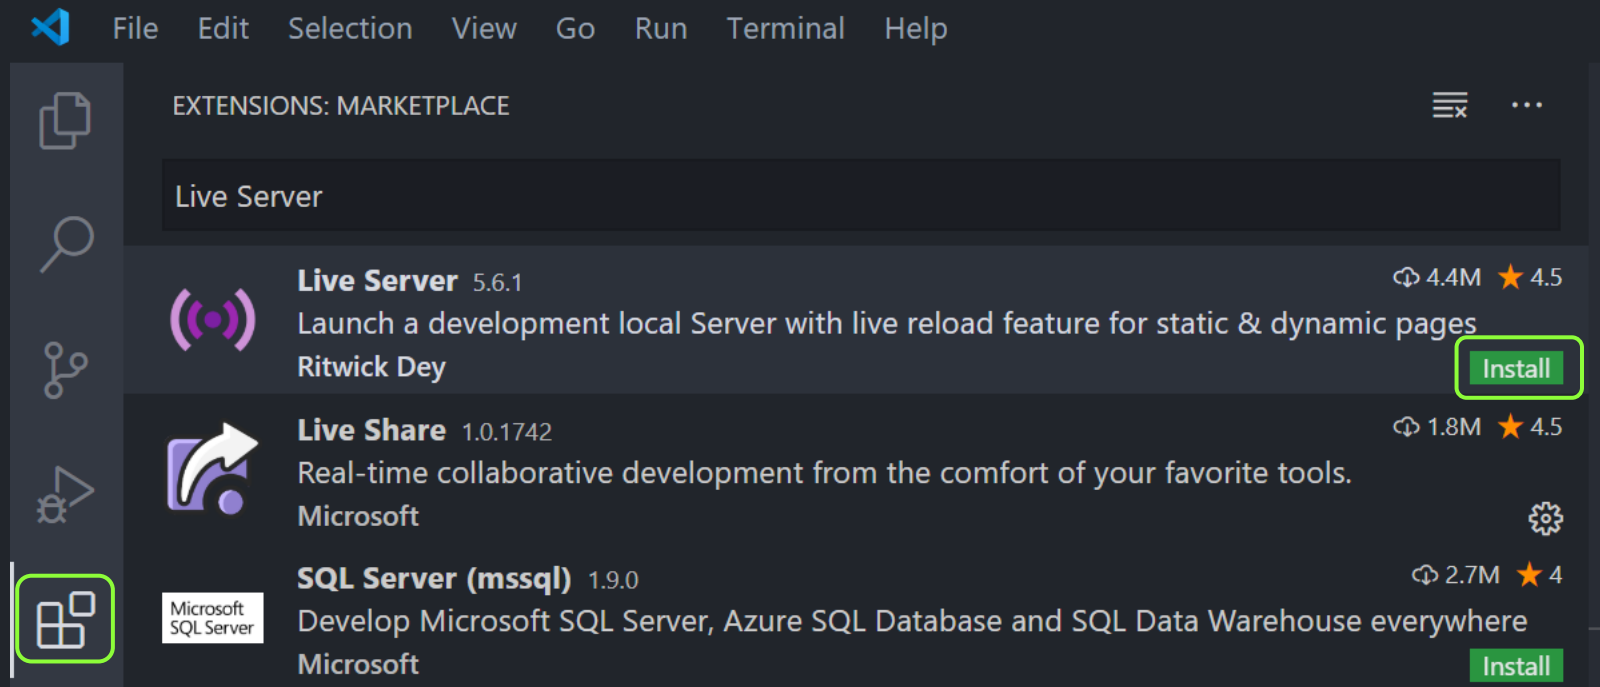 File Edit Selection View Go Run Terminal Help
EXTENSIONS: MARKETPLACE
Live Server
Live Server 5.6.1 4.4M 4.5
Launch a development local Server with live reload feature for static & dynamic pages
Ritwick Dey Install
Live Share 1.0.1742 1.8M 4.5
Real-time collaborative development from the comfort of your favorite tools.
Microsoft
SQL Server (mssql) 1.9.0 2.7M 4
Microsoft
SQL Server
Develop Microsoft SQL Server, Azure SQL Database and SQL Data Warehouse everywhere
Microsoft Install